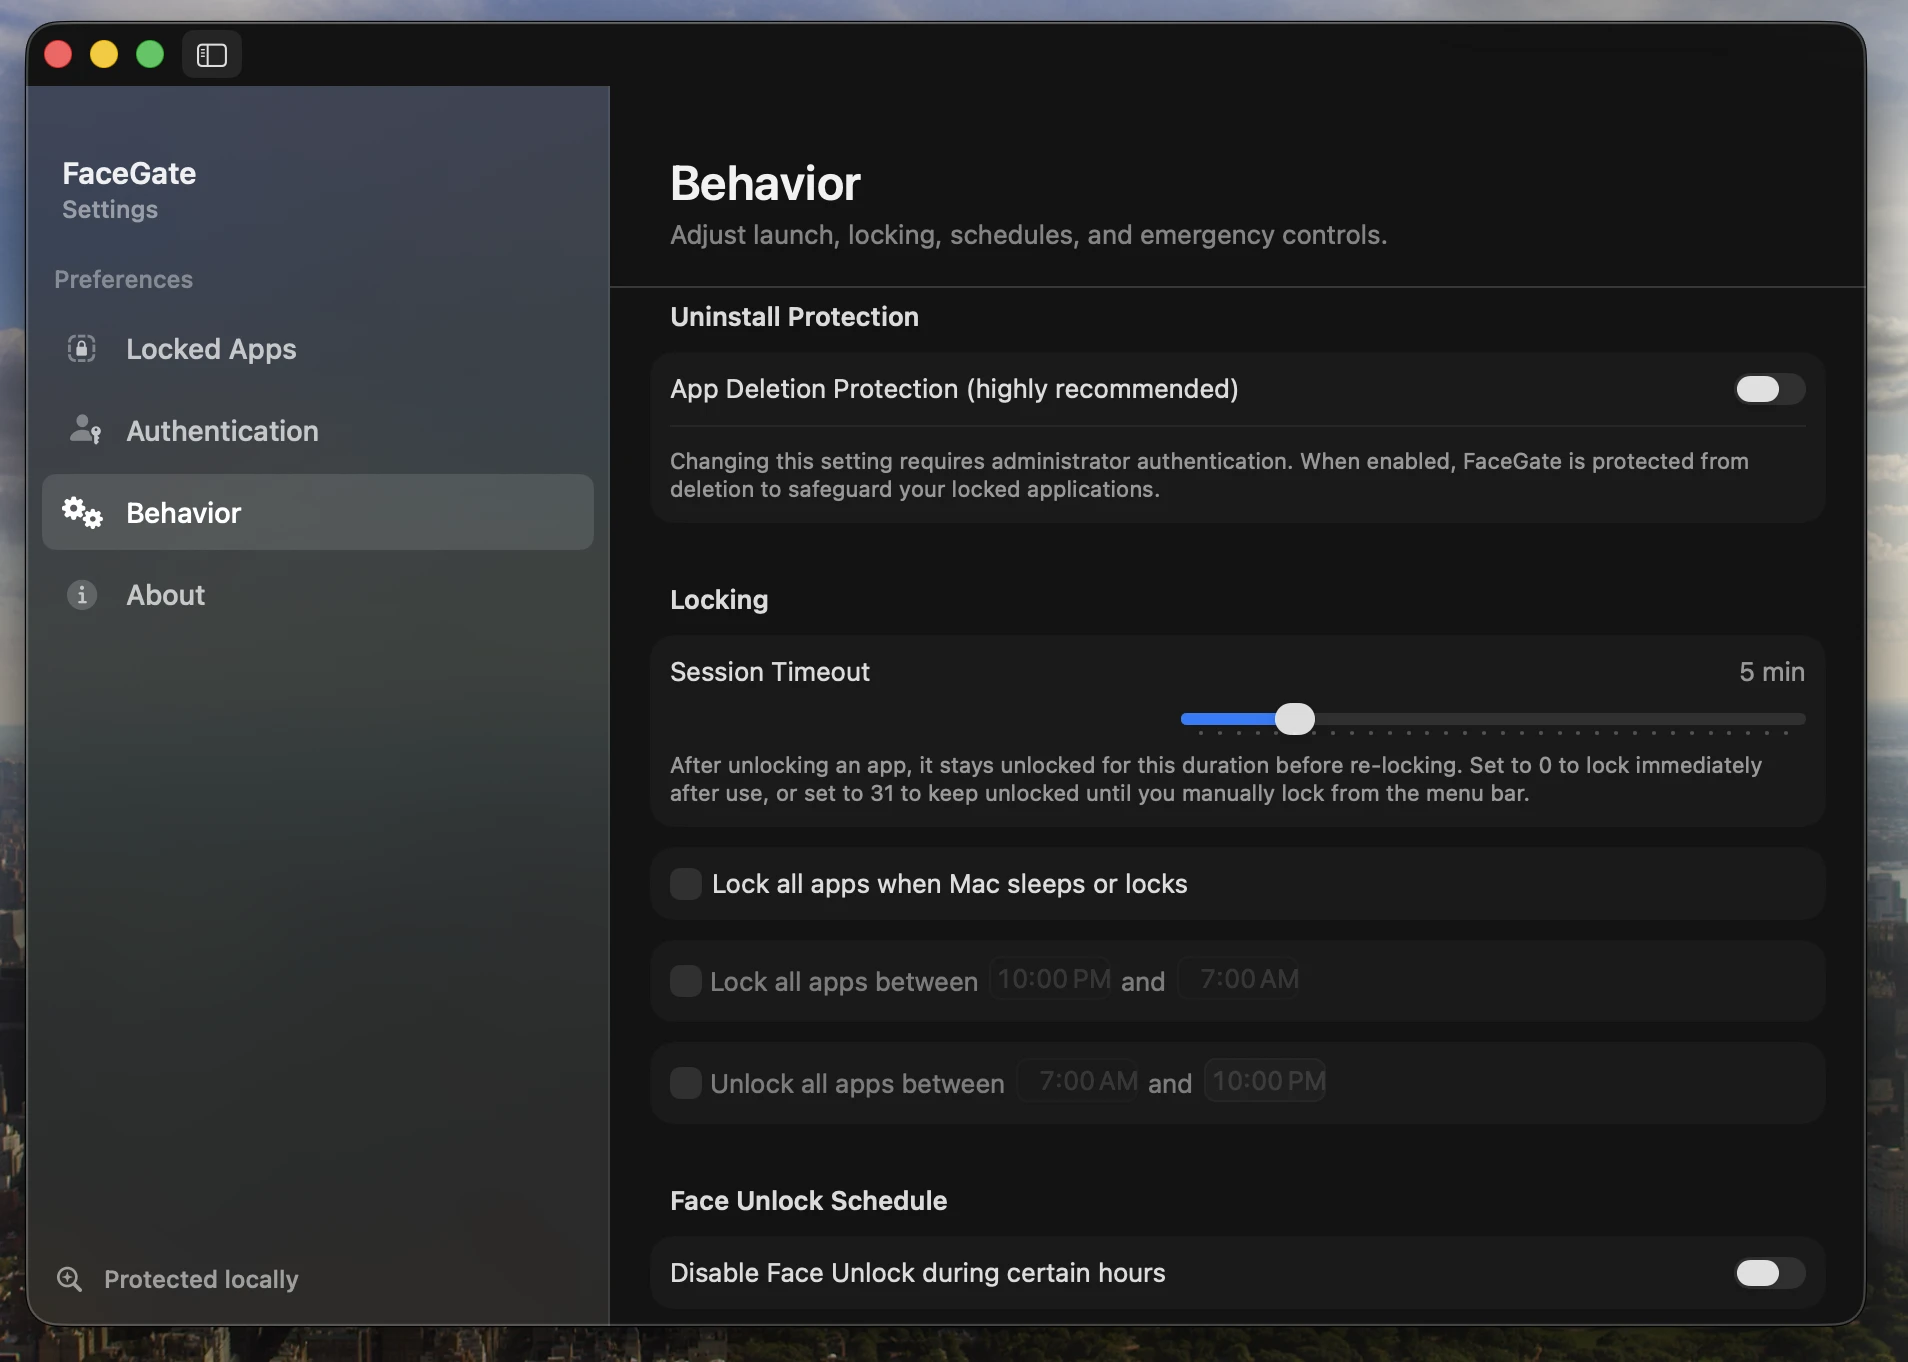 FaceGate
Settings
Preferences
Locked Apps
Authentication
Behavior
About
Protected locally
Behavior
Adjust launch, locking, schedules, and emergency controls.
Uninstall Protection
App Deletion Protection (highly recommended)
Changing this setting requires administrator authentication. When enabled, FaceGate is protected from
deletion to safeguard your locked applications.
Locking
Session Timeout 5 min
After unlocking an app, it stays unlocked for this duration before re-locking. Set to 0 to lock immediately
after use, or set to 31 to keep unlocked until you manually lock from the menu bar.
Lock all apps when Mac sleeps or locks
Lock all apps between 10:00 PM and 7:00 AM
Unlock all apps between 7:00 AM and 10:00 PM
Face Unlock Schedule
Disable Face Unlock during certain hours